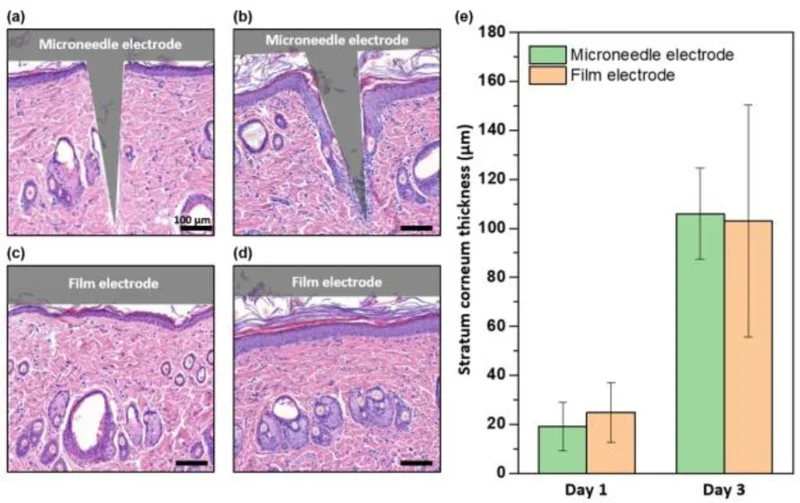 (a)
Microneedle electrode
100 µm
(b)
Microneedle electrode
(c)
Film electrode
(d)
Film electrode
(e)
Stratum corneum thickness (µm)
180
160
140
120
100
80
60
40
20
0
Microneedle electrode
Film electrode
Day 1
Day 3